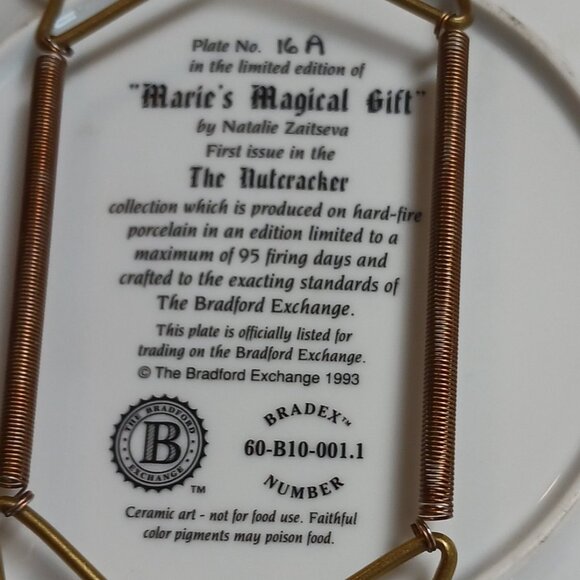 Plate No. 16 A
in the limited edition of
"Marie's Magical Gift"
by Natalie Zaitseva
First issue in the
The Nutcracker
collection which is produced on hard-fire
porcelain in an edition limited to a
maximum of 95 firing days and
crafted to the exacting standards of
The Bradford Exchange.
This plate is officially listed for
trading on the Bradford Exchange.
© The Bradford Exchange 1993
THE BRADFORD
B
EXCHANGE
TM
BRADEX™
60-B10-001.1
NUMBER
Ceramic art - not for food use. Faithful
color pigments may poison food.